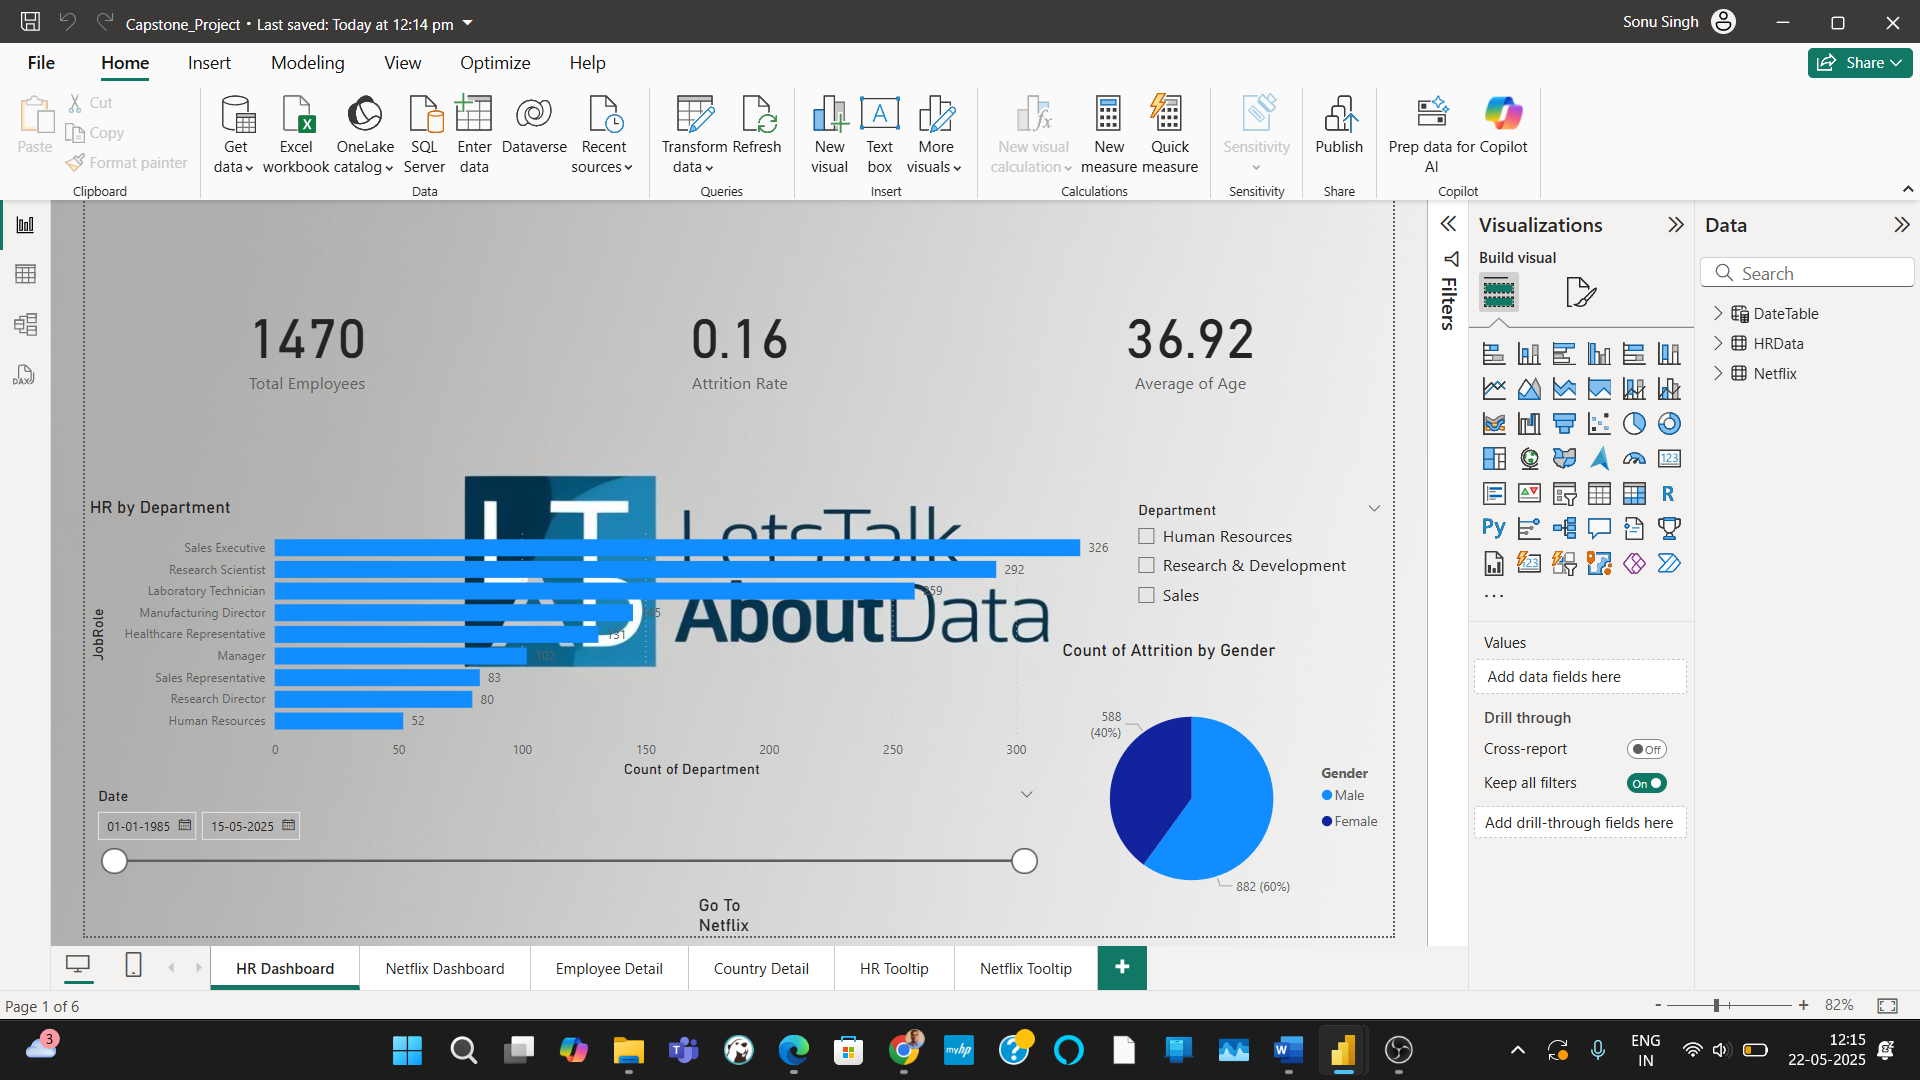 Capstone_Project • Last saved: Today at 12:14 pm
Sonu Singh
File Home Insert Modeling View Optimize Help
Share
Paste
Cut
Copy
Format painter
Clipboard
Get data
Excel workbook
OneLake catalog
SQL Server
Enter data
Dataverse
Recent sources
Data
Transform data
Refresh
Queries
New visual
Text box
More visuals
Insert
New visual calculation
New measure
Quick measure
Calculations
Sensitivity
Sensitivity
Publish
Share
Prep data for AI
Copilot
Copilot
1470
Total Employees
0.16
Attrition Rate
36.92
Average of Age
LetsTalk
AboutData
HR by Department
JobRole
Sales Executive 326
Research Scientist 292
Laboratory Technician 259
Manufacturing Director 145
Healthcare Representative 131
Manager 102
Sales Representative 83
Research Director 80
Human Resources 52
0 50 100 150 200 250 300
Count of Department
Department
Human Resources
Research & Development
Sales
Count of Attrition by Gender
588
(40%)
882 (60%)
Gender
Male
Female
Date
01-01-1985 15-05-2025
Go To
Netflix
Filters
Visualizations
Build visual
123
R
Py
123
...
Values
Add data fields here
Drill through
Cross-report Off
Keep all filters On
Add drill-through fields here
Data
Search
DateTable
HRData
Netflix
HR Dashboard Netflix Dashboard Employee Detail Country Detail HR Tooltip Netflix Tooltip +
Page 1 of 6
- + 82%
3
myhp
ENG
IN
12:15
22-05-2025